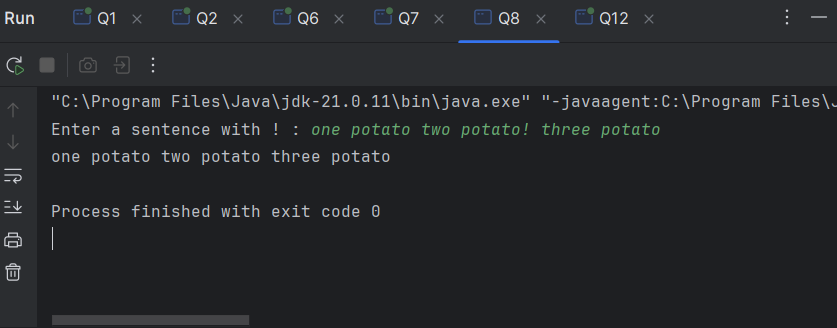 Run Q1 Q2 Q6 Q7 Q8 Q12
"C:\Program Files\Java\jdk-21.0.11\bin\java.exe" "-javaagent:C:\Program Files\J
Enter a sentence with ! : one potato two potato! three potato
one potato two potato three potato
Process finished with exit code 0